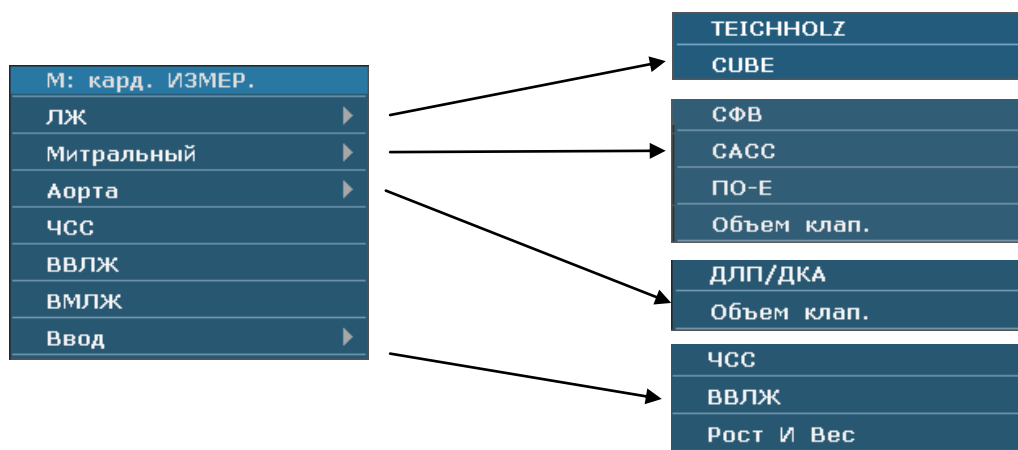 М: кард. ИЗМЕР.
ЛЖ
Митральный
Аорта
ЧСС
ВВЛЖ
ВМЛЖ
Ввод
TEICHHOLZ
CUBE
СФВ
САСС
ПО-Е
Объем клап.
ДЛП/ДКА
Объем клап.
ЧСС
ВВЛЖ
Рост И Вес